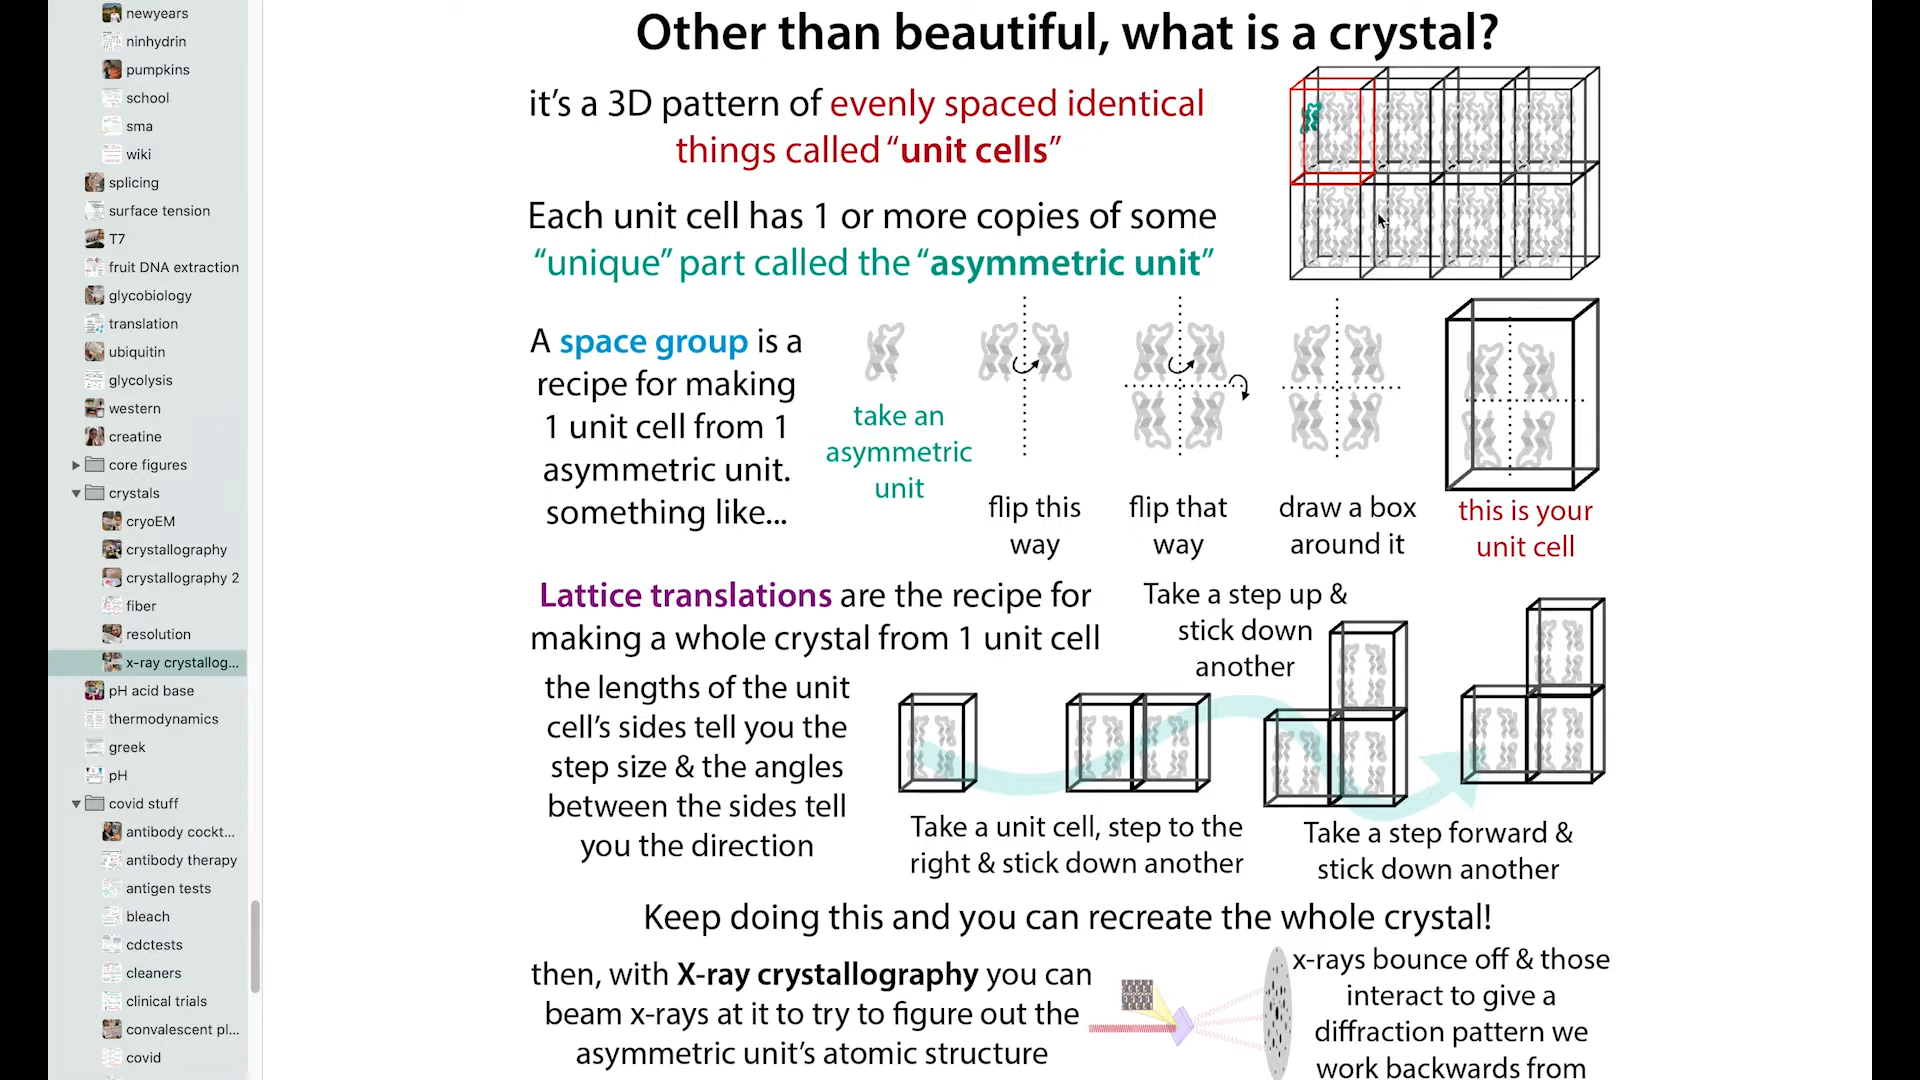 newyears
ninhydrin
pumpkins
school
sma
wiki
splicing
surface tension
T7
fruit DNA extraction
glycobiology
translation
ubiquitin
glycolysis
western
creatine
core figures
crystals
cryoEM
crystallography
crystallography 2
fiber
resolution
x-ray crystallog...
pH acid base
thermodynamics
greek
pH
covid stuff
antibody cockt...
antibody therapy
antigen tests
bleach
cdctests
cleaners
clinical trials
convalescent pl...
covid
Other than beautiful, what is a crystal?
it’s a 3D pattern of evenly spaced identical
things called “unit cells”
Each unit cell has 1 or more copies of some
“unique” part called the “asymmetric unit”
A space group is a
recipe for making
1 unit cell from 1
asymmetric unit.
something like...
take an
asymmetric
unit
flip this
way
flip that
way
draw a box
around it
this is your
unit cell
Lattice translations are the recipe for
making a whole crystal from 1 unit cell
the lengths of the unit
cell’s sides tell you the
step size & the angles
between the sides tell
you the direction
Take a unit cell, step to the
right & stick down another
Take a step up &
stick down
another
Take a step forward &
stick down another
Keep doing this and you can recreate the whole crystal!
then, with X-ray crystallography you can
beam x-rays at it to try to figure out the
asymmetric unit’s atomic structure
x-rays bounce off & those
interact to give a
diffraction pattern we
work backwards from